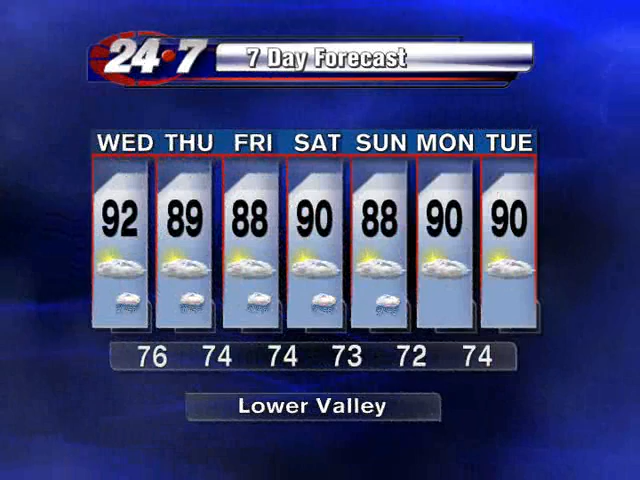 24·7
7 Day Forecast
WED THU FRI SAT SUN MON TUE
92 89 88 90 88 90 90
76 74 74 73 72 74
Lower Valley